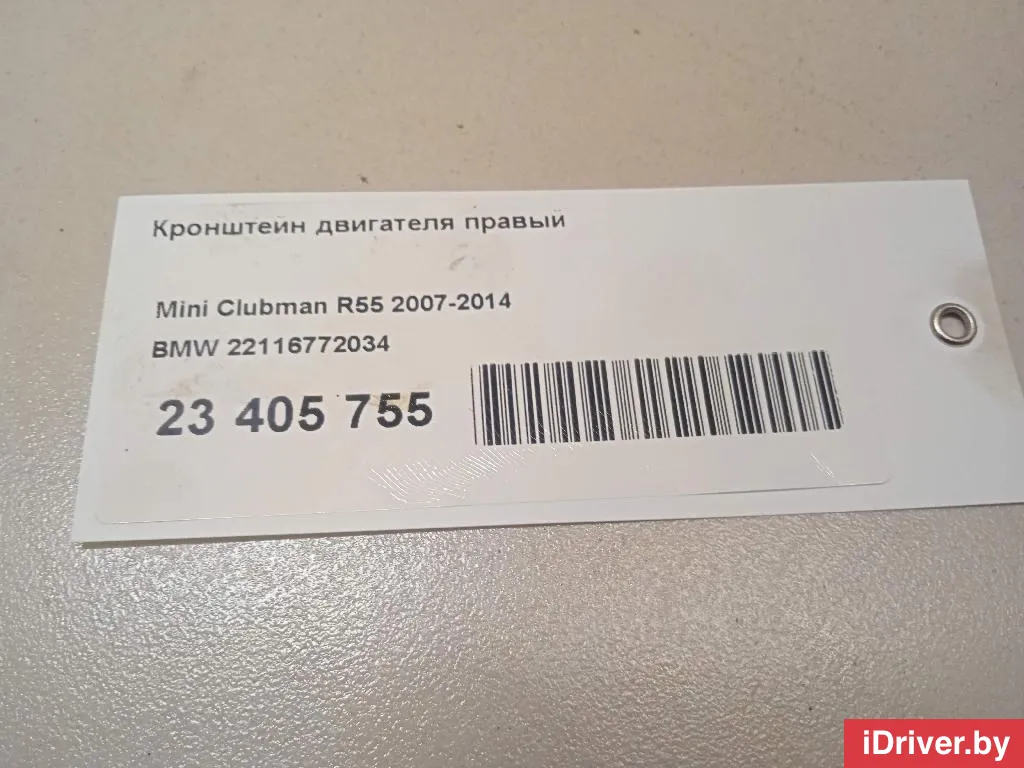 Кронштейн двигателя правый
Mini Clubman R55 2007-2014
BMW 22116772034
23 405 755
iDriver.by